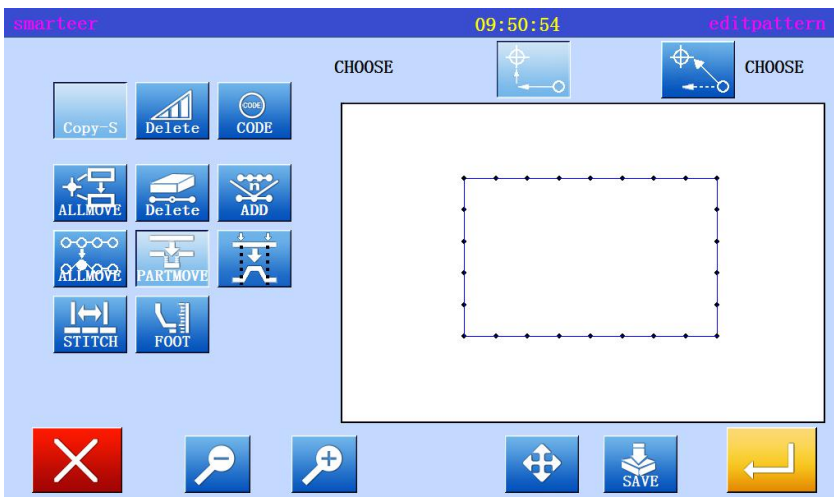 smarteer 09:50:54 editpattern
CHOOSE CHOOSE
Copy-S Delete CODE CODE
ALLMOVE Delete n ADD
ALLMOVE PARTMOVE
STITCH FOOT
SAVE